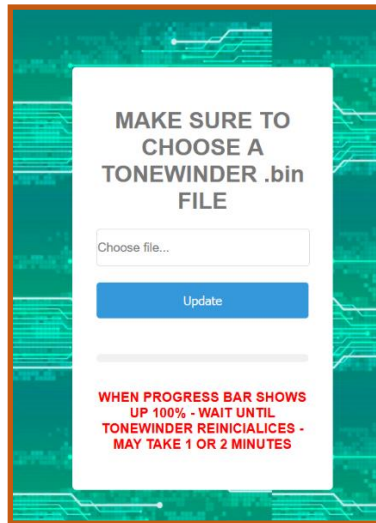 MAKE SURE TO
CHOOSE A
TONEWINDER .bin
FILE
Choose file...
Update
WHEN PROGRESS BAR SHOWS
UP 100% - WAIT UNTIL
TONEWINDER REINICIALICES -
MAY TAKE 1 OR 2 MINUTES